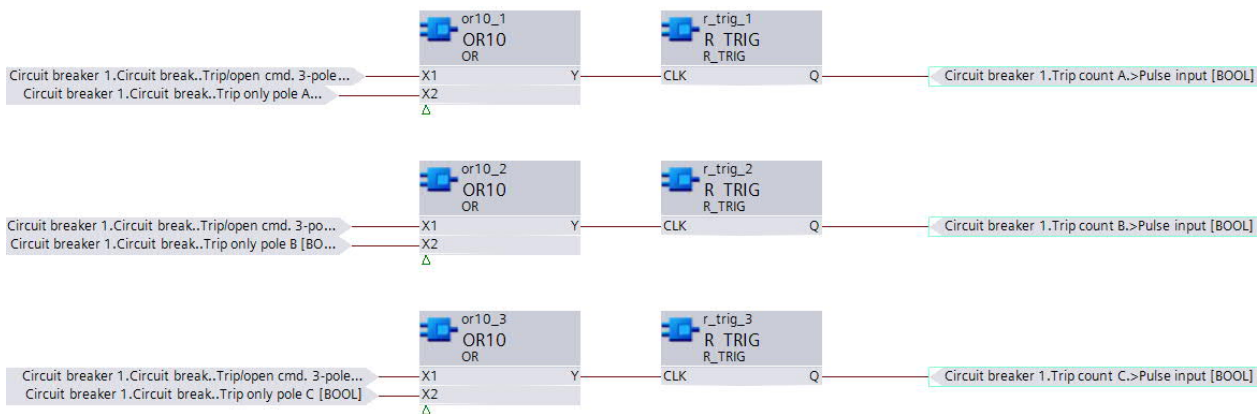 or10_1
OR10
OR
r_trig_1
R_TRIG
R_TRIG
Circuit breaker 1.Circuit break..Trip/open cmd. 3-pole...
X1
Y
CLK
Q
Circuit breaker 1.Trip count A.>Pulse input [BOOL]
Circuit breaker 1.Circuit break..Trip only pole A...
X2
or10_2
OR10
OR
r_trig_2
R_TRIG
R_TRIG
Circuit breaker 1.Circuit break..Trip/open cmd. 3-po...
X1
Y
CLK
Q
Circuit breaker 1.Trip count B.>Pulse input [BOOL]
Circuit breaker 1.Circuit break..Trip only pole B [BO...
X2
or10_3
OR10
OR
r_trig_3
R_TRIG
R_TRIG
Circuit breaker 1.Circuit break..Trip/open cmd. 3-pole...
X1
Y
CLK
Q
Circuit breaker 1.Trip count C.>Pulse input [BOOL]
Circuit breaker 1.Circuit break..Trip only pole C [BOOL]
X2